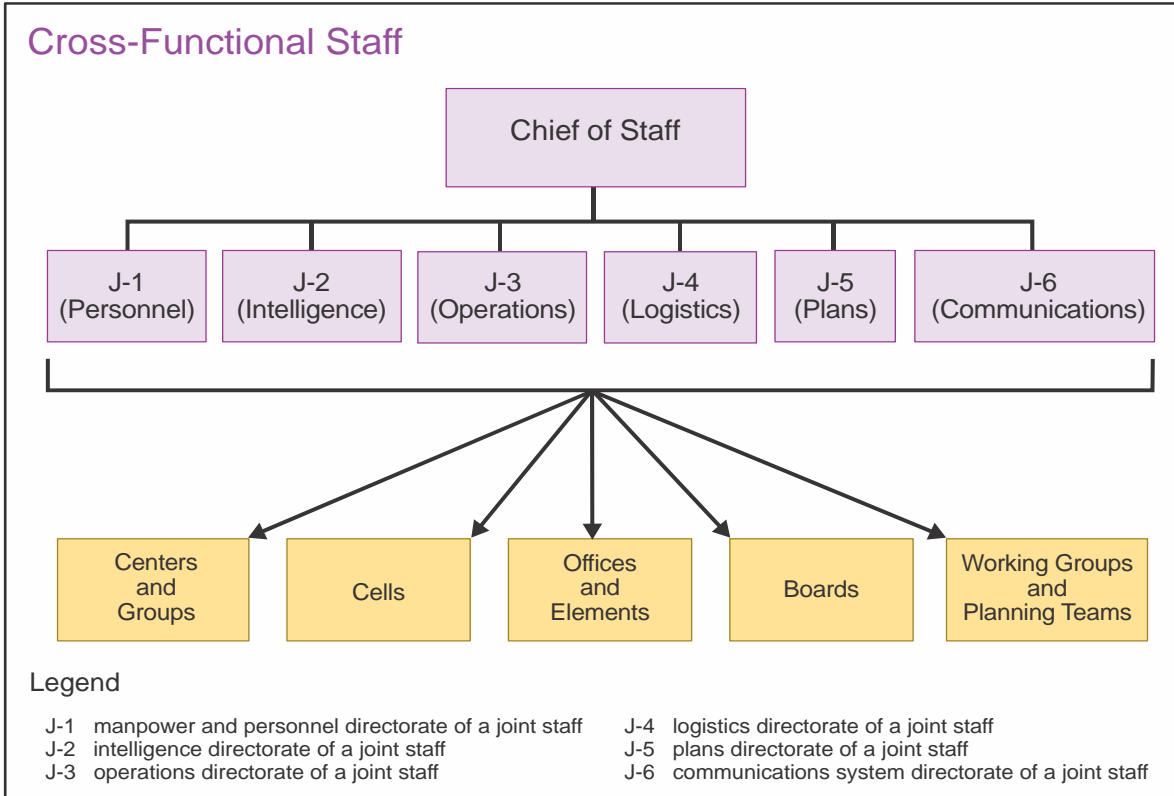 Cross-Functional Staff
Chief of Staff
J-1
(Personnel)
J-2
(Intelligence)
J-3
(Operations)
J-4
(Logistics)
J-5
(Plans)
J-6
(Communications)
Centers
and
Groups
Cells
Offices
and
Elements
Boards
Working Groups
and
Planning Teams
Legend
J-1 manpower and personnel directorate of a joint staff
J-2 intelligence directorate of a joint staff
J-3 operations directorate of a joint staff
J-4 logistics directorate of a joint staff
J-5 plans directorate of a joint staff
J-6 communications system directorate of a joint staff